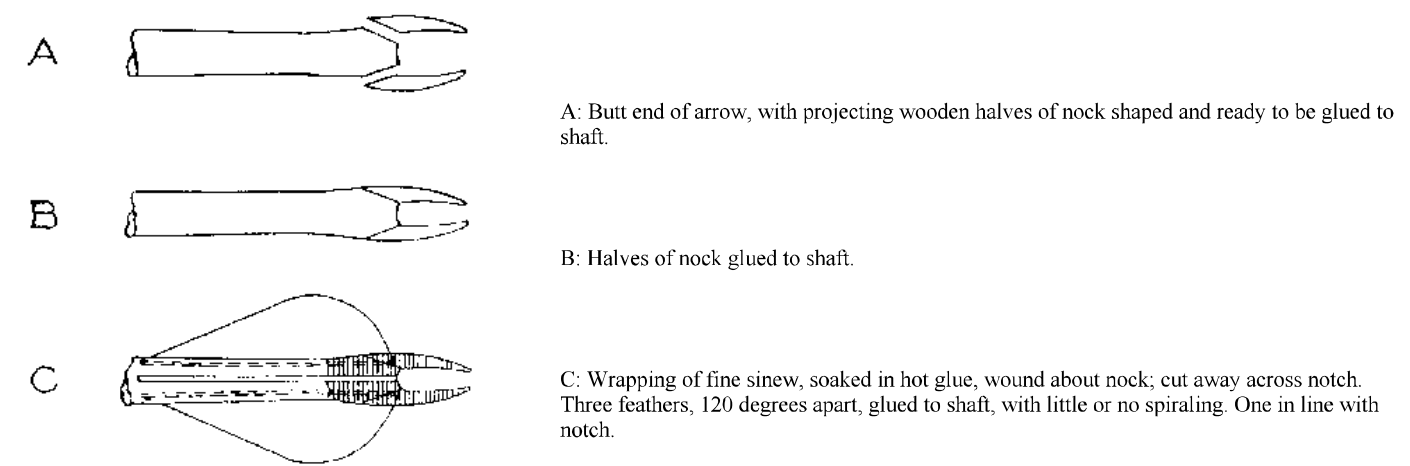 A
A: Butt end of arrow, with projecting wooden halves of nock shaped and ready to be glued to
shaft.
B
B: Halves of nock glued to shaft.
C
C: Wrapping of fine sinew, soaked in hot glue, wound about nock; cut away across notch.
Three feathers, 120 degrees apart, glued to shaft, with little or no spiraling. One in line with
notch.